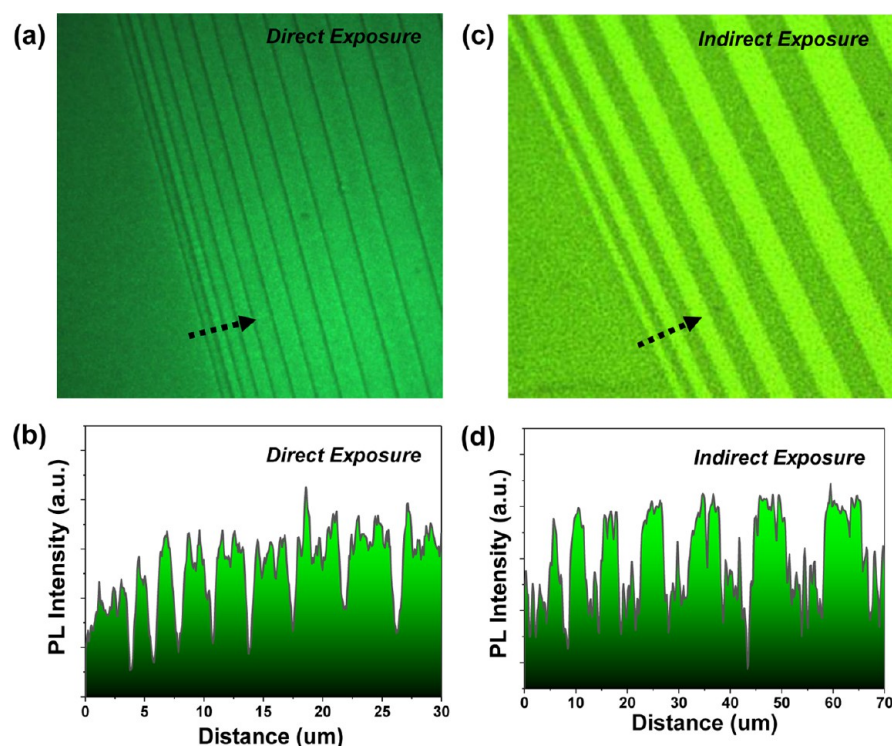 (a)
Direct Exposure
(c)
Indirect Exposure
(b)
Direct Exposure
PL Intensity (a.u.)
0 5 10 15 20 25 30
Distance (um)
(d)
Indirect Exposure
PL Intensity (a.u.)
0 10 20 30 40 50 60 70
Distance (um)